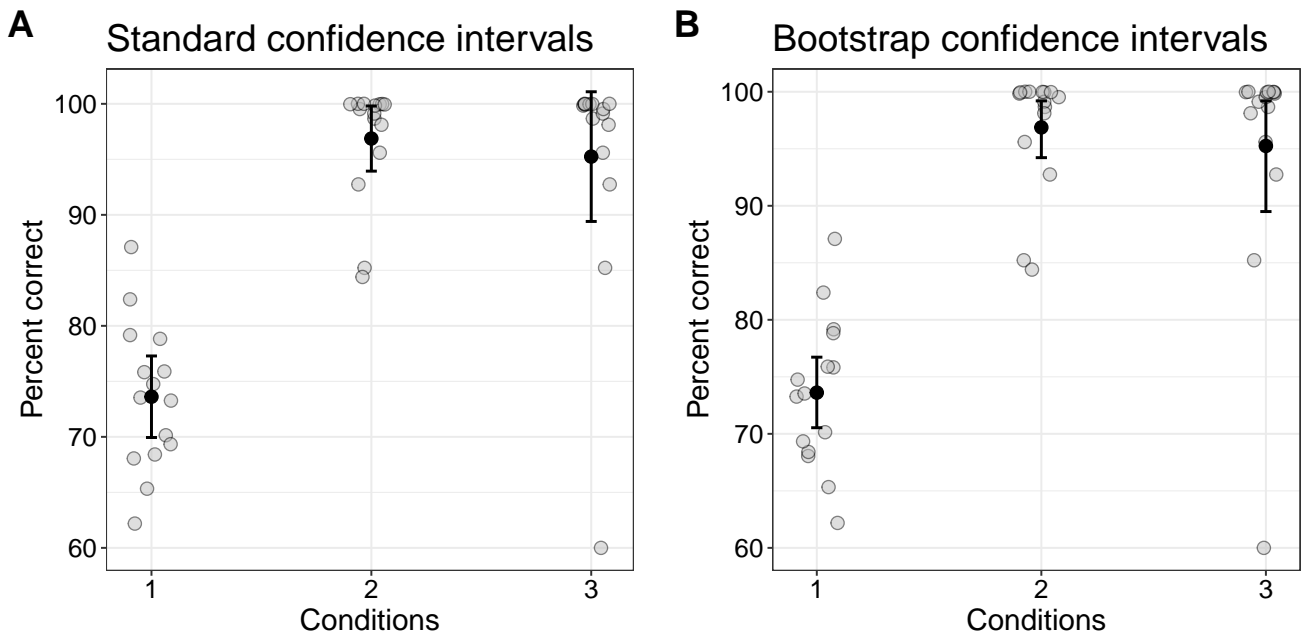 A
Standard confidence intervals
Percent correct
100
90
80
70
60
1 2 3
Conditions
B
Bootstrap confidence intervals
Percent correct
100
90
80
70
60
1 2 3
Conditions